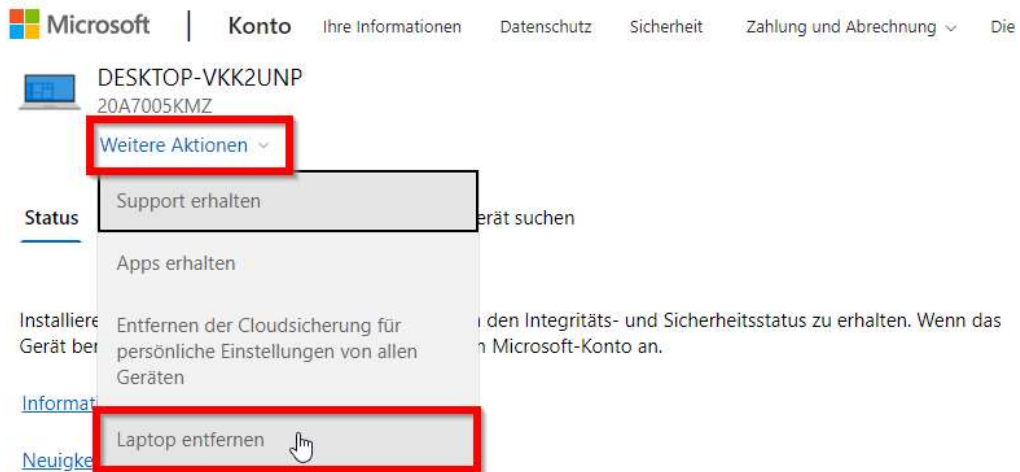 Microsoft | Konto Ihre Informationen Datenschutz Sicherheit Zahlung und Abrechnung Die
DESKTOP-VKK2UNP
20A7005KMZ
Weitere Aktionen
Support erhalten
Status erät suchen
Apps erhalten
Installiere den Integritäts- und Sicherheitsstatus zu erhalten. Wenn das
Entfernen der Cloudsicherung für
Gerät ber Microsoft-Konto an.
persönliche Einstellungen von allen
Geräten
Informat
Laptop entfernen
Neuigke